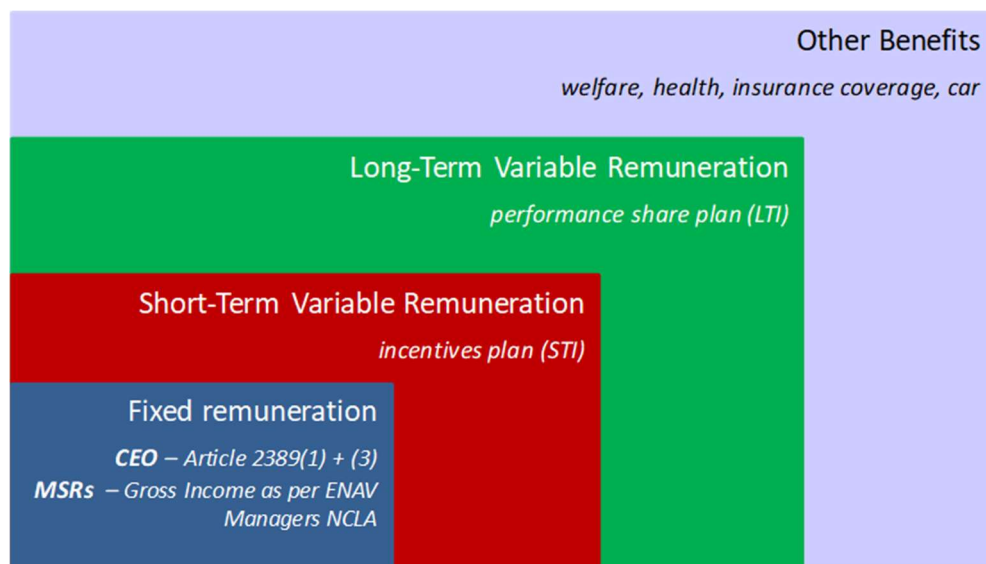 Other Benefits
welfare, health, insurance coverage, car
Long-Term Variable Remuneration
performance share plan (LTI)
Short-Term Variable Remuneration
incentives plan (STI)
Fixed remuneration
CEO – Article 2389(1) + (3)
MSRs – Gross Income as per ENAV
Managers NCLA